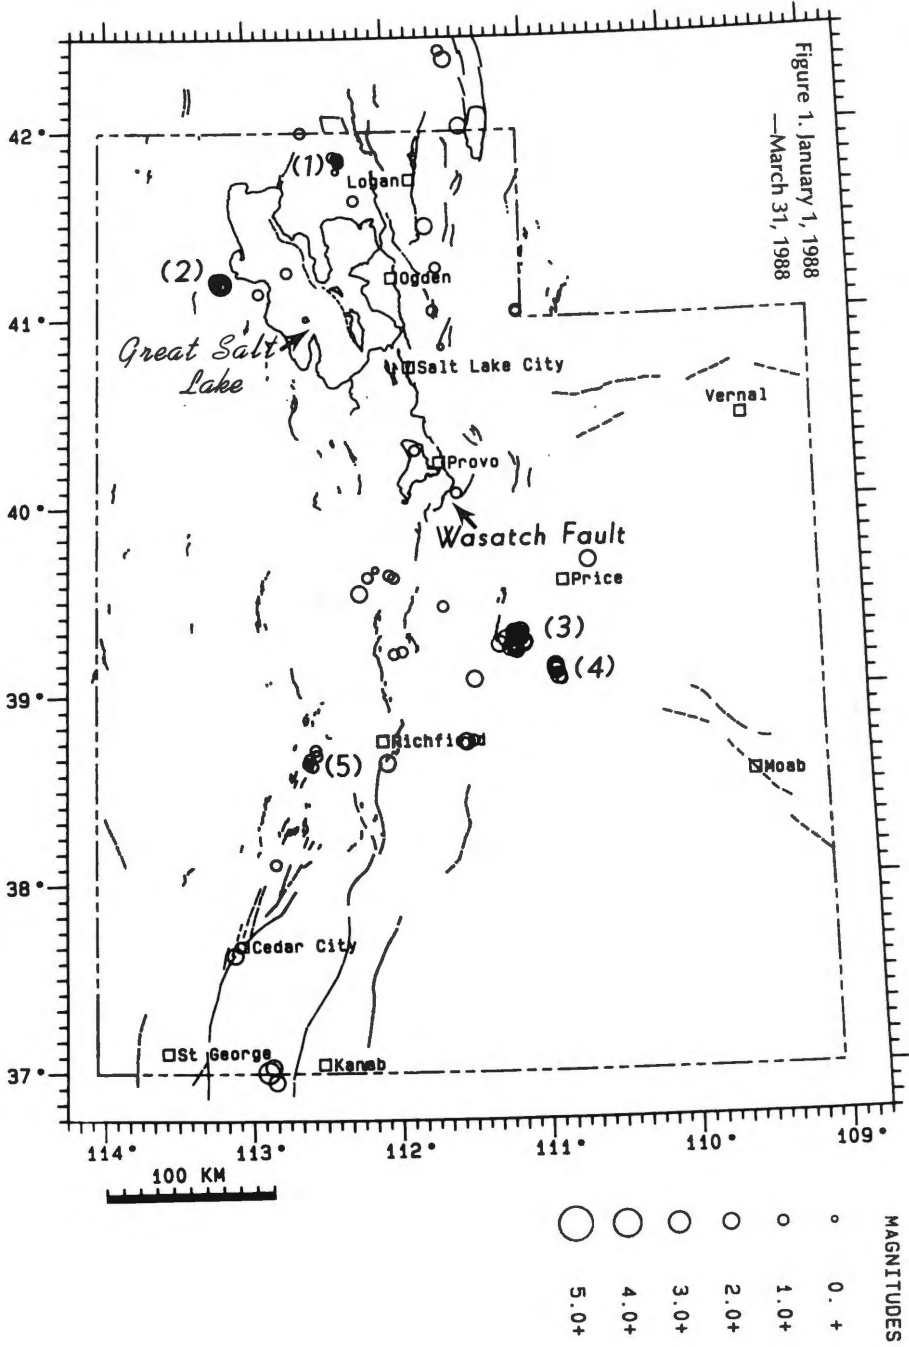 Figure 1. January 1, 1988
—March 31, 1988
42°
(1)
Logan
(2)
Ogden
41°
Great Salt
Lake
Salt Lake City
Vernal
Provo
40°
Wasatch Fault
Price
(3)
(4)
39°
Richfield
(5)
Moab
38°
Cedar City
St George
Kanab
37°
114°
113°
112°
111°
110°
109°
100 KM
MAGNITUDES
0. +
1.0+
2.0+
3.0+
4.0+
5.0+